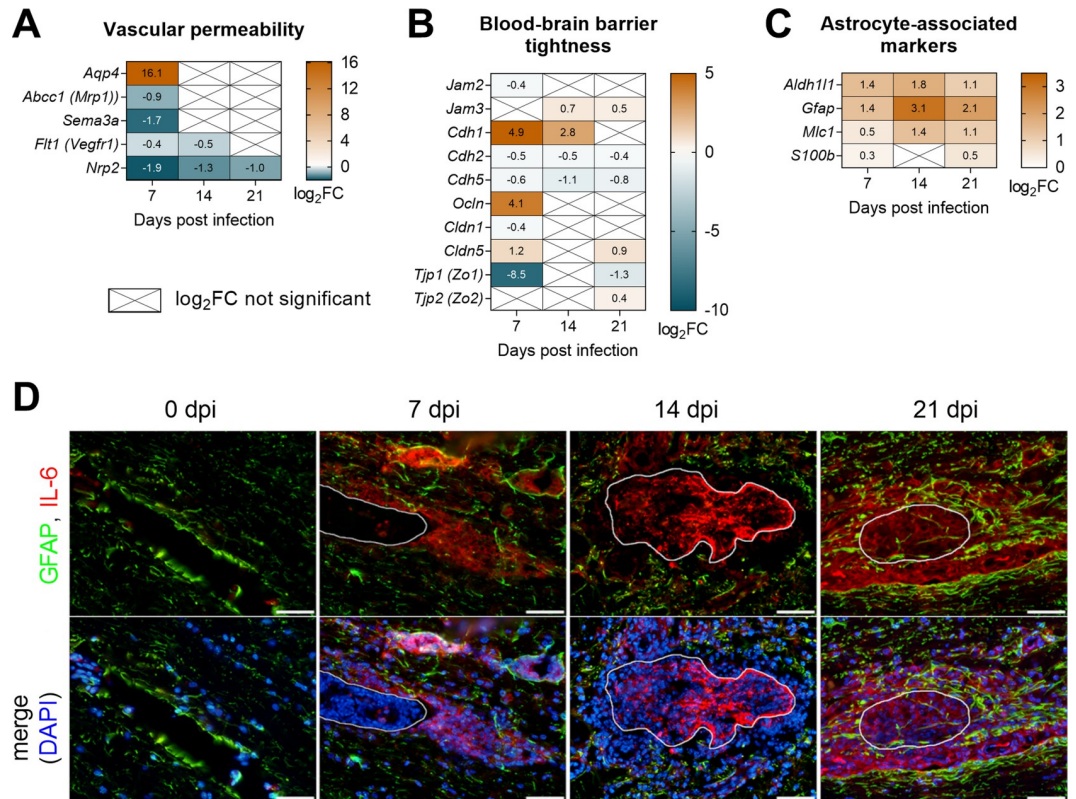 A
Vascular permeability
Aqp4 16.1
Abcc1 (Mrp1)) -0.9
Sema3a -1.7
Flt1 (Vegfr1) -0.4 -0.5
Nrp2 -1.9 -1.3 -1.0
7 14 21
Days post infection
16
12
8
4
0
log2FC
log2FC not significant
B
Blood-brain barrier
tightness
Jam2 -0.4
Jam3 0.7 0.5
Cdh1 4.9 2.8
Cdh2 -0.5 -0.5 -0.4
Cdh5 -0.6 -1.1 -0.8
Ocln 4.1
Cldn1 -0.4
Cldn5 1.2 0.9
Tjp1 (Zo1) -8.5 -1.3
Tjp2 (Zo2) 0.4
7 14 21
Days post infection
5
0
-5
-10
log2FC
C
Astrocyte-associated
markers
Aldh1l1 1.4 1.8 1.1
Gfap 1.4 3.1 2.1
Mlc1 0.5 1.4 1.1
S100b 0.3 0.5
7 14 21
Days post infection
3
2
1
0
log2FC
D
0 dpi 7 dpi 14 dpi 21 dpi
GFAP, IL-6
merge
(DAPI)